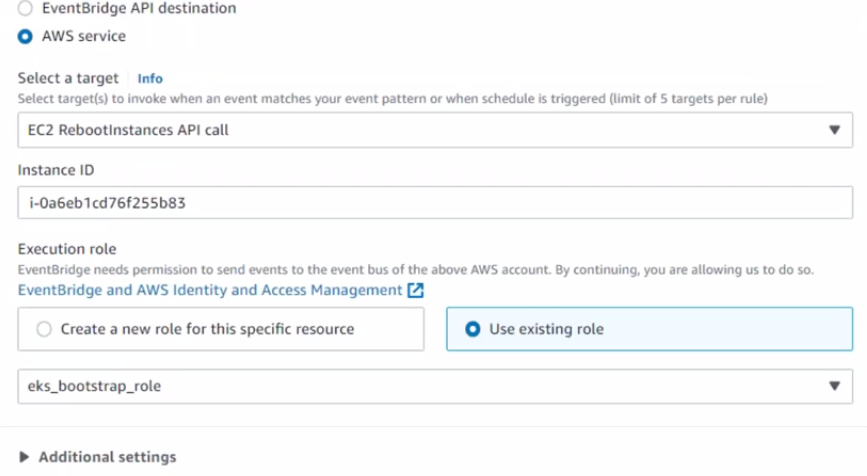 EventBridge API destination
AWS service
Select a target Info
Select target(s) to invoke when an event matches your event pattern or when schedule is triggered (limit of 5 targets per rule)
EC2 RebootInstances API call
Instance ID
i-0a6eb1cd76f255b83
Execution role
EventBridge needs permission to send events to the event bus of the above AWS account. By continuing, you are allowing us to do so.
EventBridge and AWS Identity and Access Management
Create a new role for this specific resource
Use existing role
eks_bootstrap_role
Additional settings